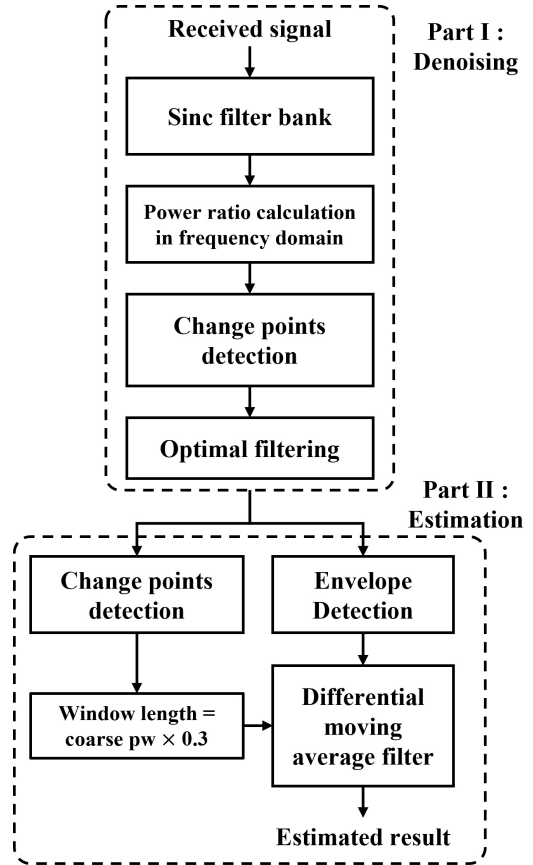 Received signal
Part I :
Denoising
Sinc filter bank
Power ratio calculation
in frequency domain
Change points
detection
Optimal filtering
Part II :
Estimation
Change points
detection
Envelope
Detection
Window length =
coarse pw × 0.3
Differential
moving
average filter
Estimated result